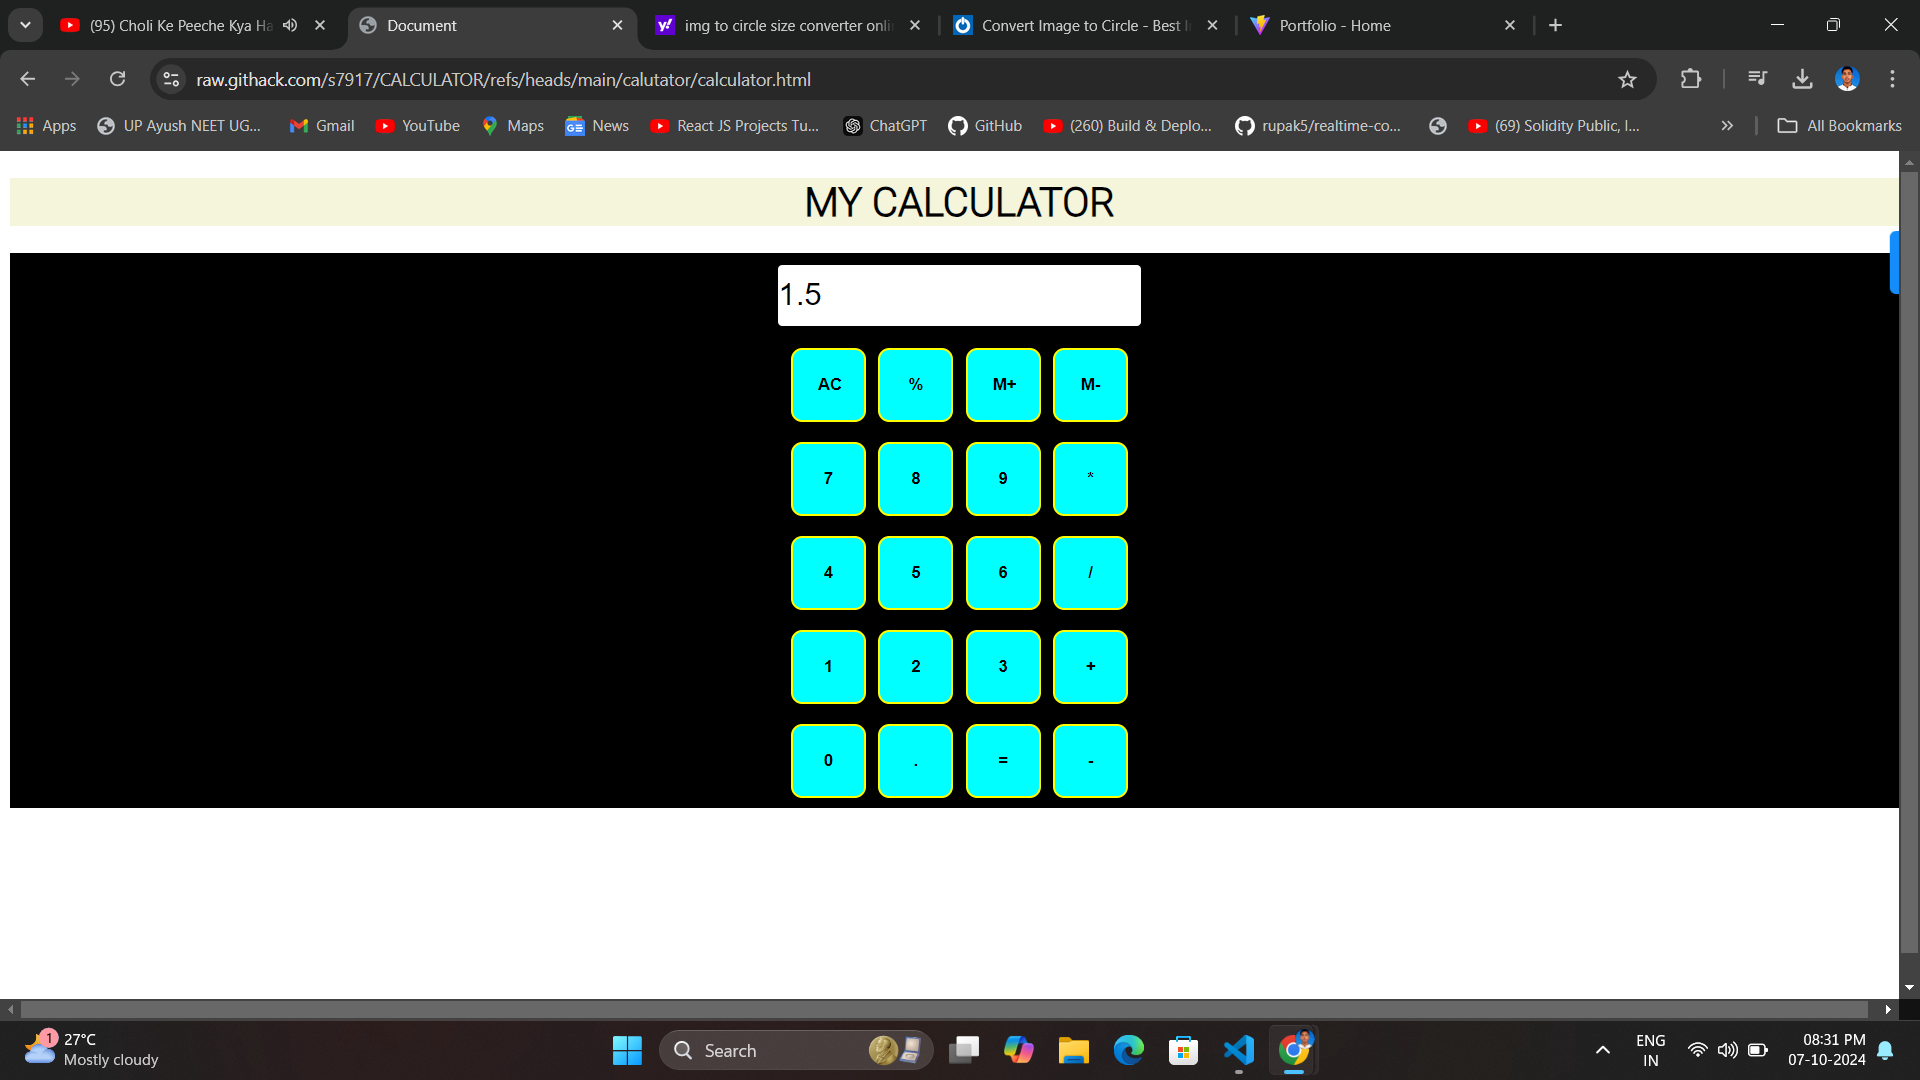 (95) Choli Ke Peeche Kya Ha
Document
img to circle size converter onli
Convert Image to Circle - Best I
Portfolio - Home
raw.githack.com/s7917/CALCULATOR/refs/heads/main/calutator/calculator.html
Apps
UP Ayush NEET UG...
Gmail
YouTube
Maps
News
React JS Projects Tu...
ChatGPT
GitHub
(260) Build & Deplo...
rupak5/realtime-co...
(69) Solidity Public, I...
All Bookmarks
MY CALCULATOR
1.5
AC % M+ M-
7 8 9 *
4 5 6 /
1 2 3 +
0 . = -
1
27°C
Mostly cloudy
Search
ENG
IN
08:31 PM
07-10-2024